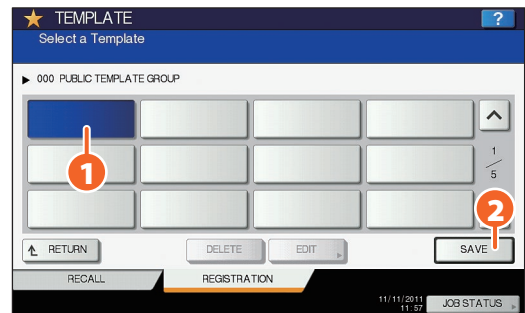 TEMPLATE
?
Select a Template
000 PUBLIC TEMPLATE GROUP
1
1
5
2
RETURN
DELETE
EDIT
SAVE
RECALL
REGISTRATION
11/11/2011
11:57
JOB STATUS